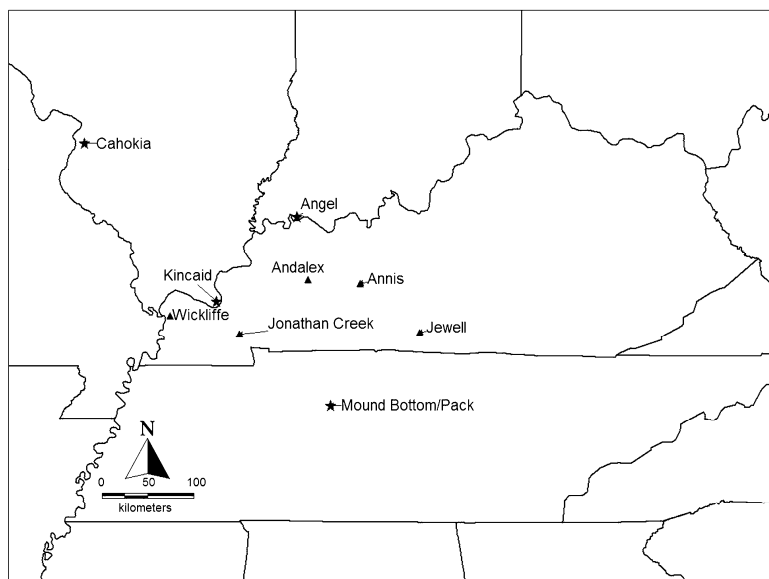 Cahokia
Angel
Kincaid
Andalex
Annis
Wickliffe
Jonathan Creek
Jewell
Mound Bottom/Pack
N
0 50 100
kilometers